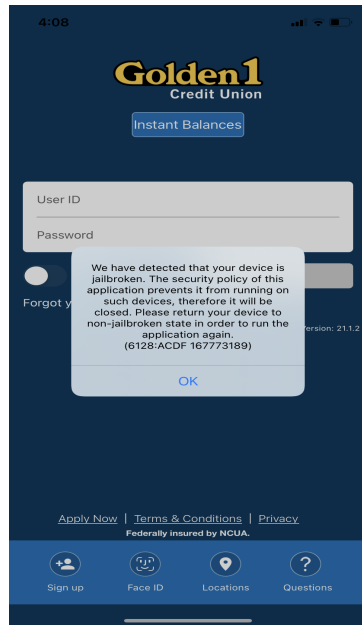 4:08
Golden1
Credit Union
Instant Balances
User ID
Password
We have detected that your device is
jailbroken. The security policy of this
application prevents it from running on
such devices, therefore it will be
closed. Please return your device to
non-jailbroken state in order to run the
application again.
(6128:ACDF 167773189)
OK
Forgot
Version: 21.1.2
Apply Now | Terms & Conditions | Privacy
Federally insured by NCUA.
Sign up Face ID Locations Questions